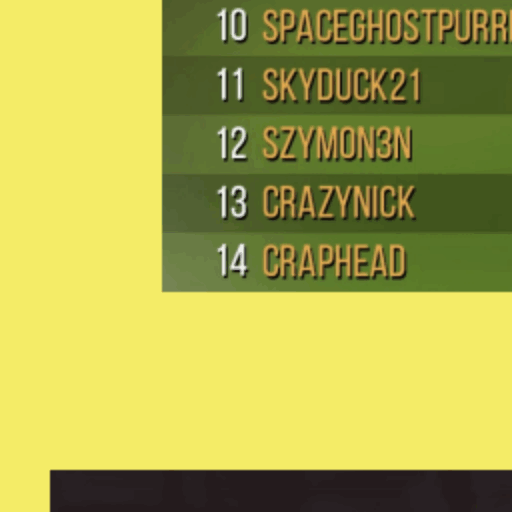 10 SPACEGHOSTPURR
11 SKYDUCK21
12 SZYMON3N
13 CRAZYNICK
14 CRAPHEAD